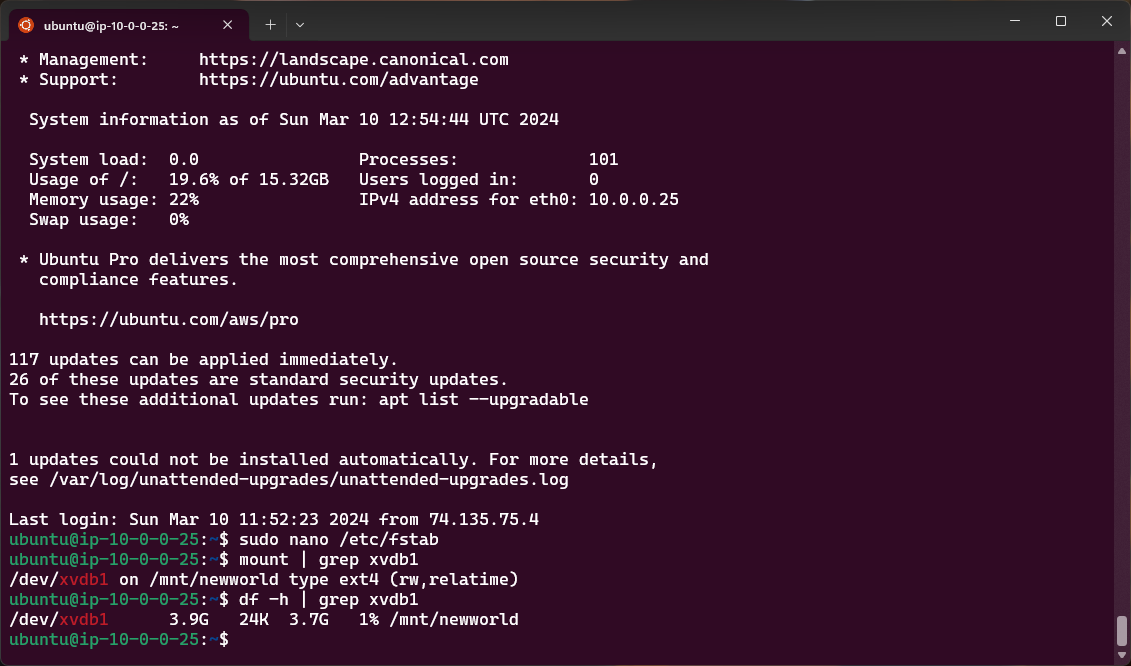 ubuntu@ip-10-0-0-25: ~
* Management:     https://landscape.canonical.com
* Support:        https://ubuntu.com/advantage
System information as of Sun Mar 10 12:54:44 UTC 2024
System load:  0.0                Processes:             101
Usage of /:   19.6% of 15.32GB   Users logged in:       0
Memory usage: 22%                IPv4 address for eth0: 10.0.0.25
Swap usage:   0%
* Ubuntu Pro delivers the most comprehensive open source security and
compliance features.
https://ubuntu.com/aws/pro
117 updates can be applied immediately.
26 of these updates are standard security updates.
To see these additional updates run: apt list --upgradable
1 updates could not be installed automatically. For more details,
see /var/log/unattended-upgrades/unattended-upgrades.log
Last login: Sun Mar 10 11:52:23 2024 from 74.135.75.4
ubuntu@ip-10-0-0-25:~$ sudo nano /etc/fstab
ubuntu@ip-10-0-0-25:~$ mount | grep xvdb1
/dev/xvdb1 on /mnt/newworld type ext4 (rw,relatime)
ubuntu@ip-10-0-0-25:~$ df -h | grep xvdb1
/dev/xvdb1      3.9G   24K  3.7G   1% /mnt/newworld
ubuntu@ip-10-0-0-25:~$